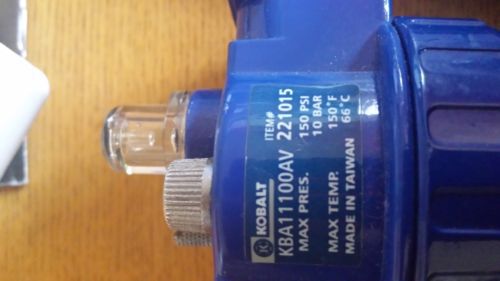 KOBALT
KBA11100AV
ITEM# 221015
MAX PRES. 150 PSI
10 BAR
MAX TEMP. 150°F
66°C
MADE IN TAIWAN